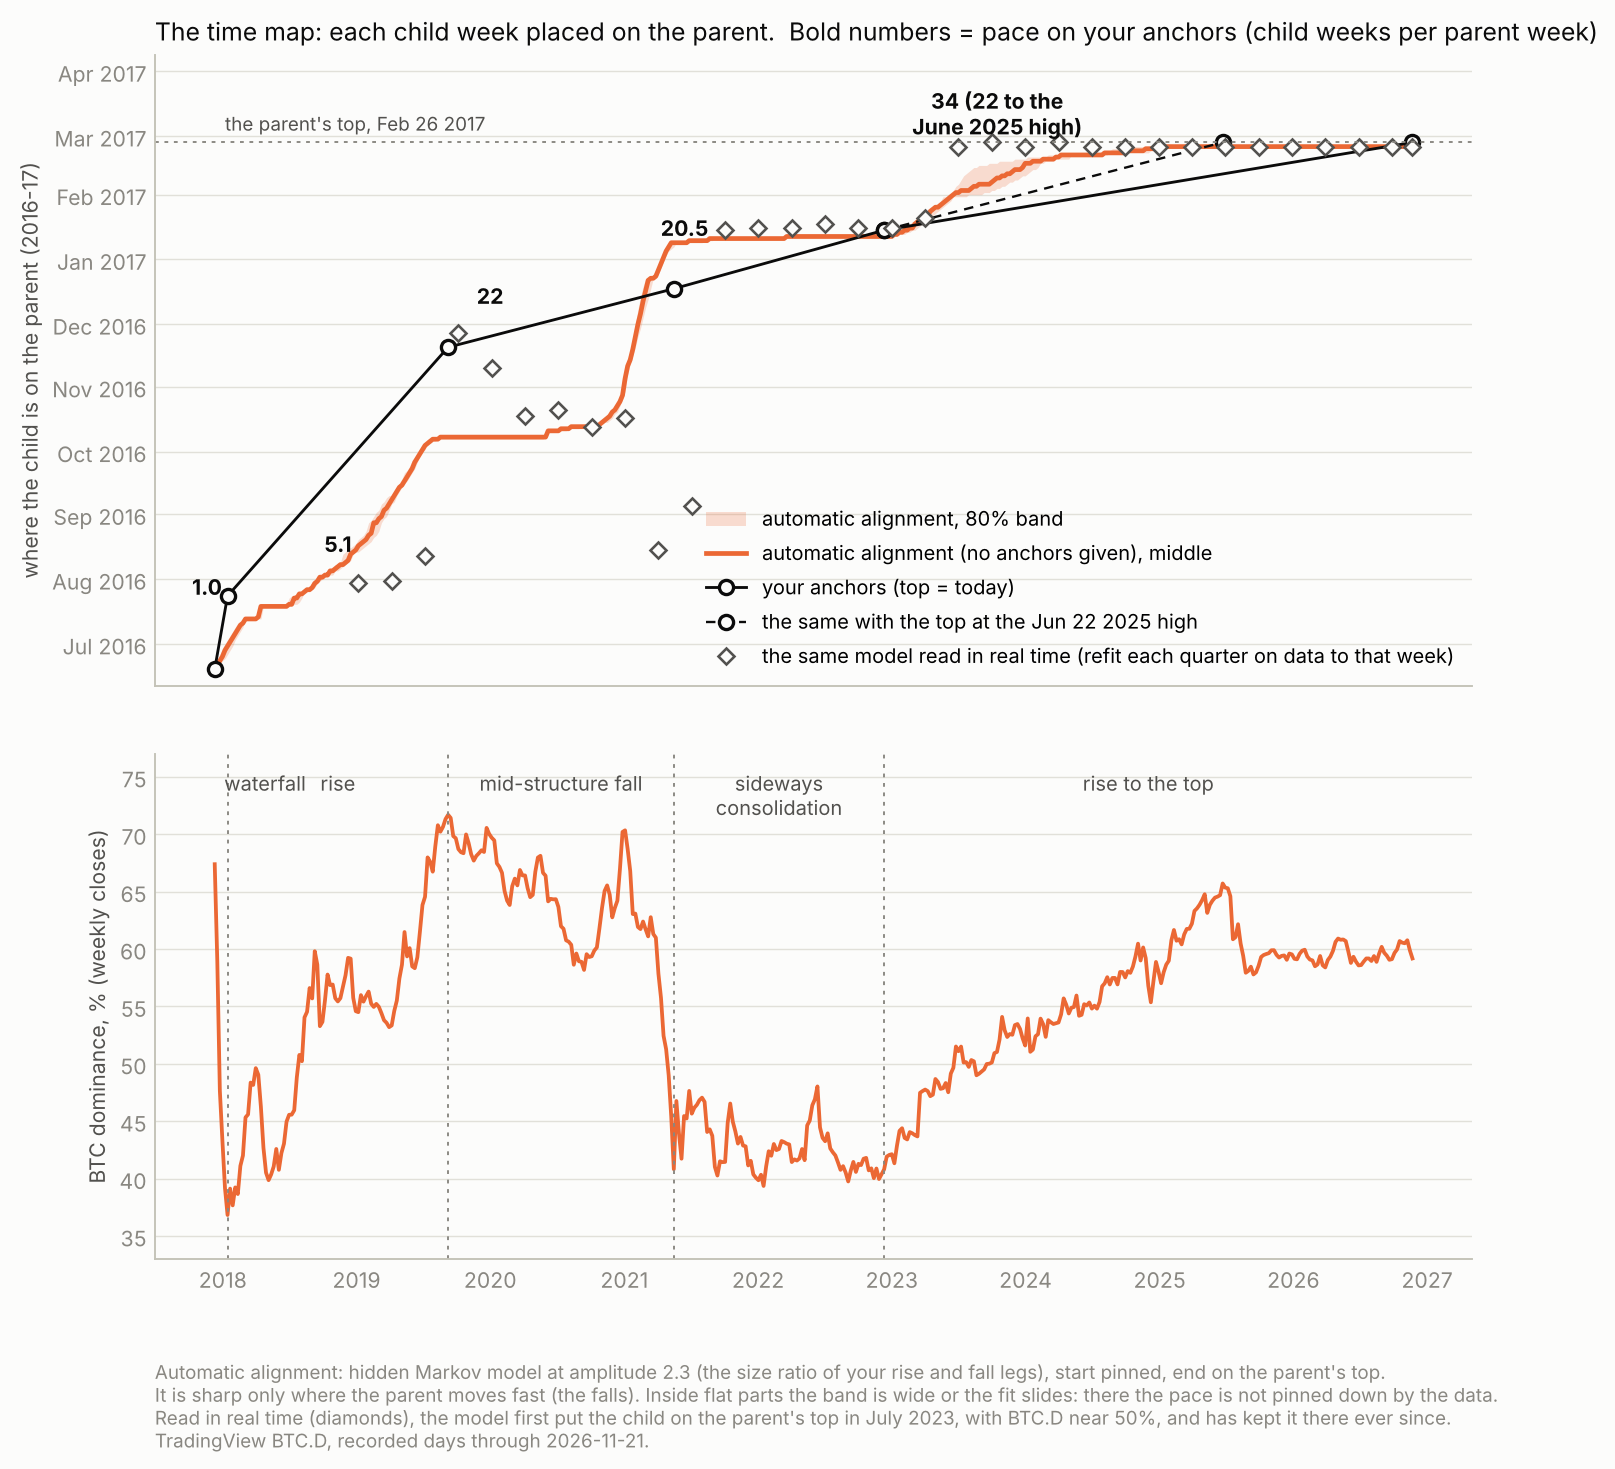 The time map: each child week placed on the parent.  Bold numbers = pace on your anchors (child weeks per parent week)
where the child is on the parent (2016-17)
Apr 2017
Mar 2017
Feb 2017
Jan 2017
Dec 2016
Nov 2016
Oct 2016
Sep 2016
Aug 2016
Jul 2016
the parent's top, Feb 26 2017
34 (22 to the
June 2025 high)
20.5
22
5.1
1.0
automatic alignment, 80% band
automatic alignment (no anchors given), middle
your anchors (top = today)
the same with the top at the Jun 22 2025 high
the same model read in real time (refit each quarter on data to that week)
BTC dominance, % (weekly closes)
75
70
65
60
55
50
45
40
35
waterfall
rise
mid-structure fall
sideways
consolidation
rise to the top
2018
2019
2020
2021
2022
2023
2024
2025
2026
2027
Automatic alignment: hidden Markov model at amplitude 2.3 (the size ratio of your rise and fall legs), start pinned, end on the parent's top.
It is sharp only where the parent moves fast (the falls). Inside flat parts the band is wide or the fit slides: there the pace is not pinned down by the data.
Read in real time (diamonds), the model first put the child on the parent's top in July 2023, with BTC.D near 50%, and has kept it there ever since.
TradingView BTC.D, recorded days through 2026-11-21.